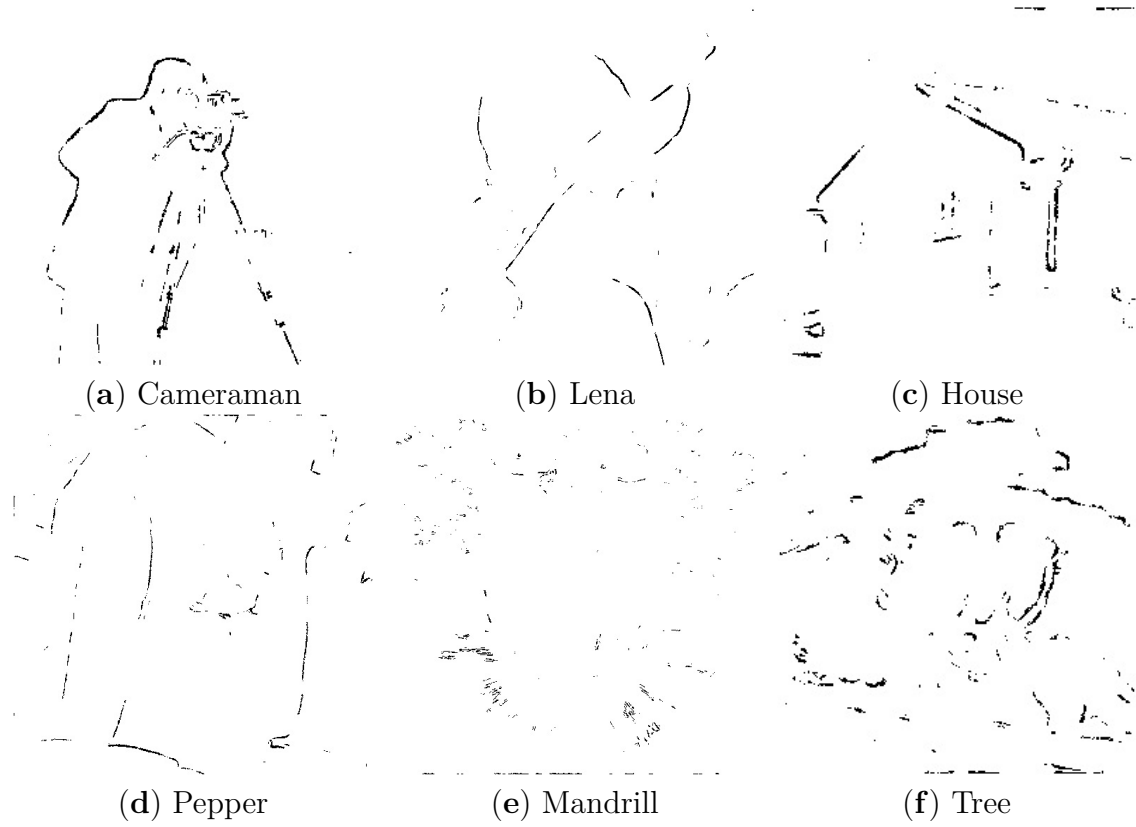 (a) Cameraman
(b) Lena
(c) House
(d) Pepper
(e) Mandrill
(f) Tree